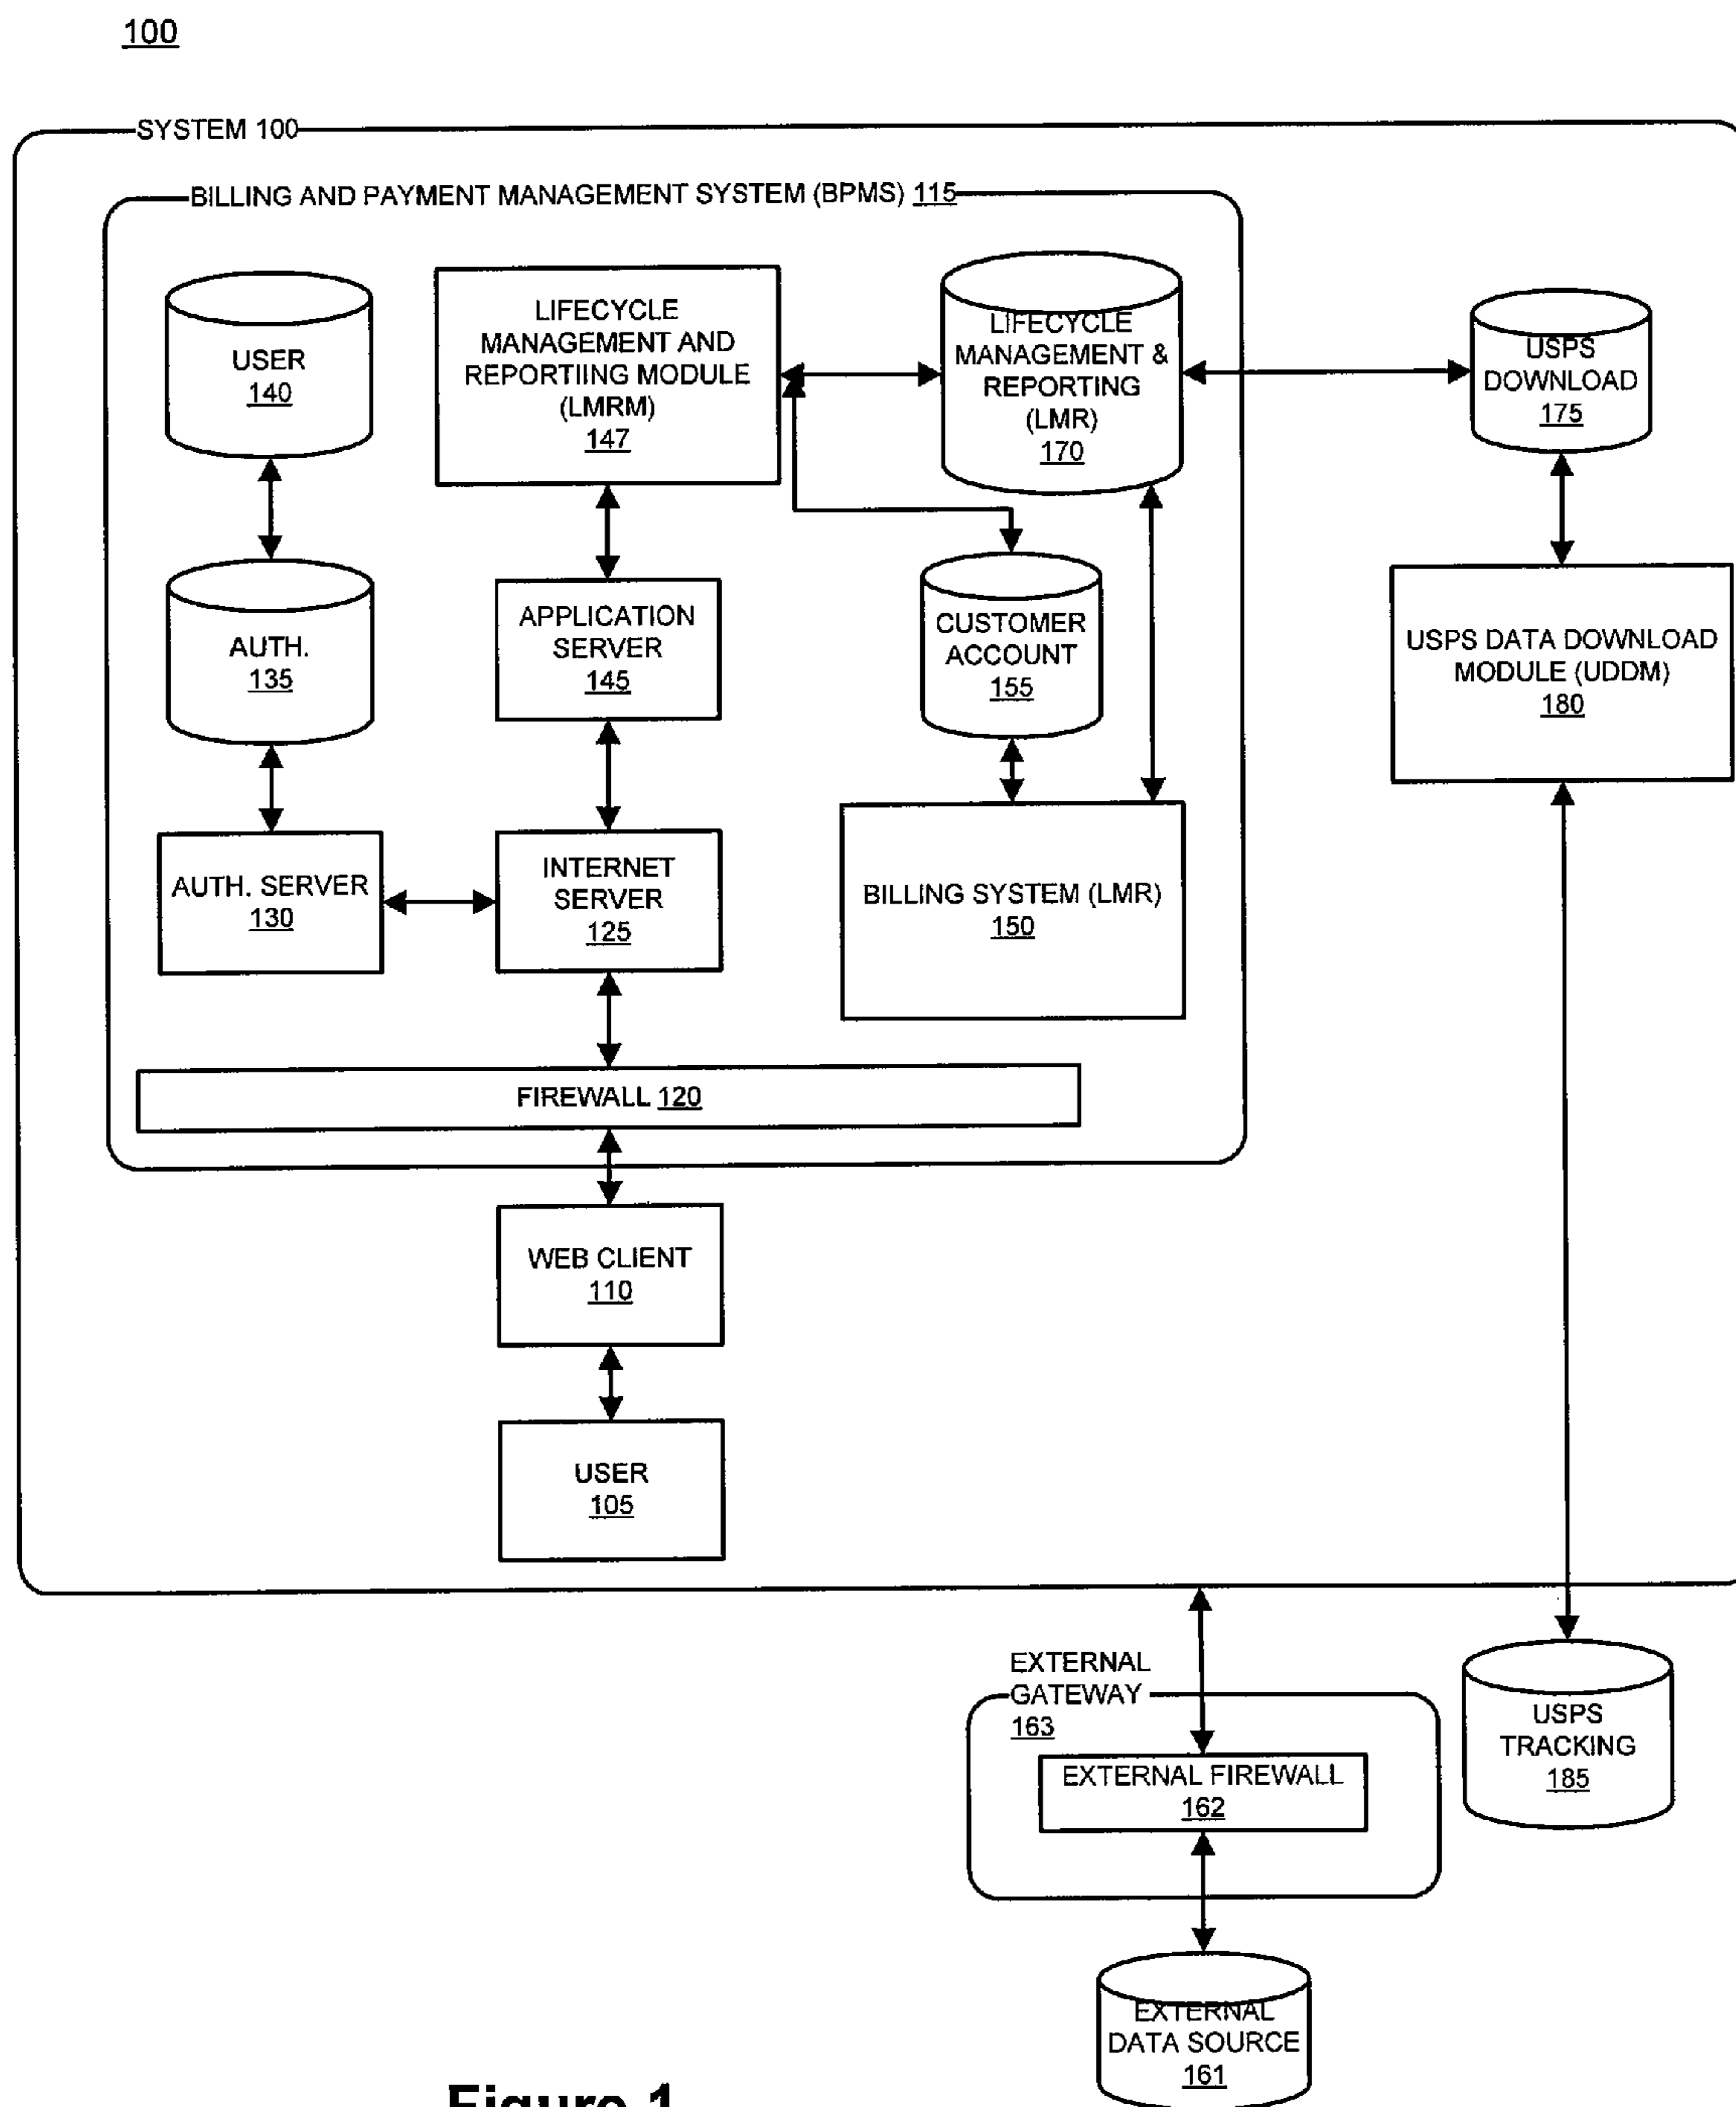 100
SYSTEM 100
BILLING AND PAYMENT MANAGEMENT SYSTEM (BPMS) 115
USER
140
LIFECYCLE
MANAGEMENT AND
REPORTIING MODULE
(LMRM)
147
LIFECYCLE
MANAGEMENT &
REPORTING
(LMR)
170
USPS
DOWNLOAD
175
AUTH.
135
APPLICATION
SERVER
145
CUSTOMER
ACCOUNT
155
USPS DATA DOWNLOAD
MODULE (UDDM)
180
AUTH. SERVER
130
INTERNET
SERVER
125
BILLING SYSTEM (LMR)
150
FIREWALL 120
WEB CLIENT
110
USER
105
EXTERNAL
GATEWAY
163
EXTERNAL FIREWALL
162
USPS
TRACKING
185
EXTERNAL
DATA SOURCE
161
Figure 1